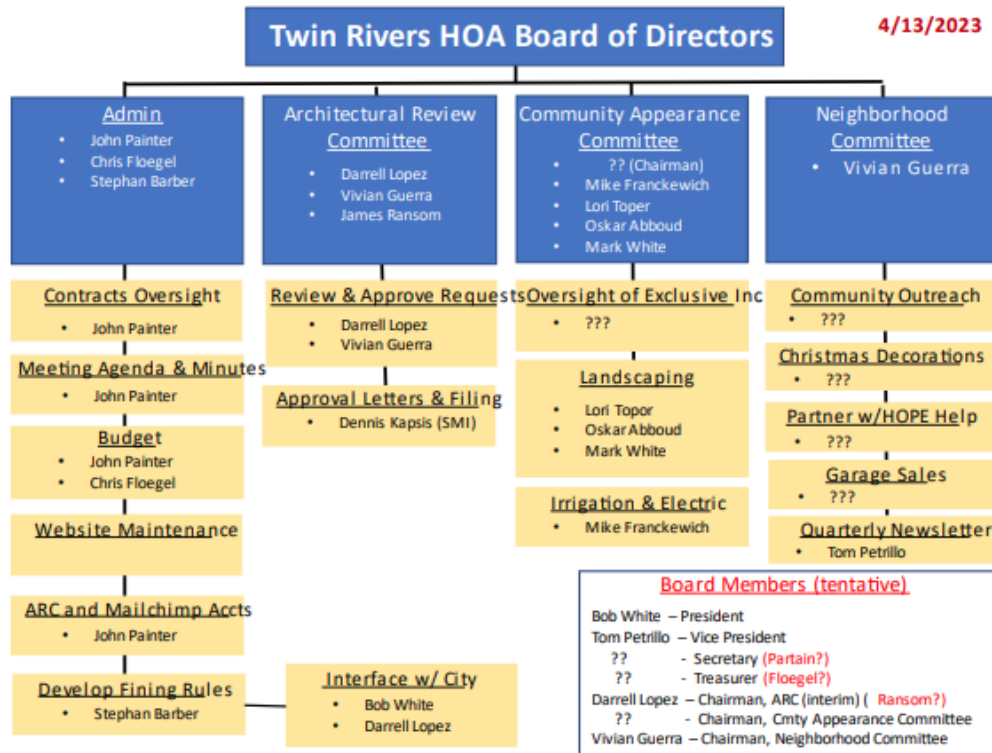 Twin Rivers HOA Board of Directors
4/13/2023
Admin
• John Painter
• Chris Floegel
• Stephan Barber
Architectural Review
Committee
• Darrell Lopez
• Vivian Guerra
• James Ransom
Community Appearance
Committee
• ?? (Chairman)
• Mike Franckewich
• Lori Toper
• Oskar Abboud
• Mark White
Neighborhood
Committee
• Vivian Guerra
Contracts Oversight
• John Painter
Meeting Agenda & Minutes
• John Painter
Budget
• John Painter
• Chris Floegel
Website Maintenance
ARC and Mailchimp Accts
• John Painter
Develop Fining Rules
• Stephan Barber
Interface w/ City
• Bob White
• Darrell Lopez
Review & Approve Requests
• Darrell Lopez
• Vivian Guerra
Approval Letters & Filing
• Dennis Kapsis (SMI)
Oversight of Exclusive Inc
• ???
Landscaping
• Lori Topor
• Oskar Abboud
• Mark White
Irrigation & Electric
• Mike Franckewich
Community Outreach
• ???
Christmas Decorations
• ???
Partner w/HOPE Help
• ???
Garage Sales
• ???
Quarterly Newsletter
• Tom Petrillo
Board Members (tentative)
Bob White – President
Tom Petrillo – Vice President
?? - Secretary (Partain?)
?? - Treasurer (Floegel?)
Darrell Lopez – Chairman, ARC (interim) ( Ransom?)
?? - Chairman, Cmty Appearance Committee
Vivian Guerra – Chairman, Neighborhood Committee